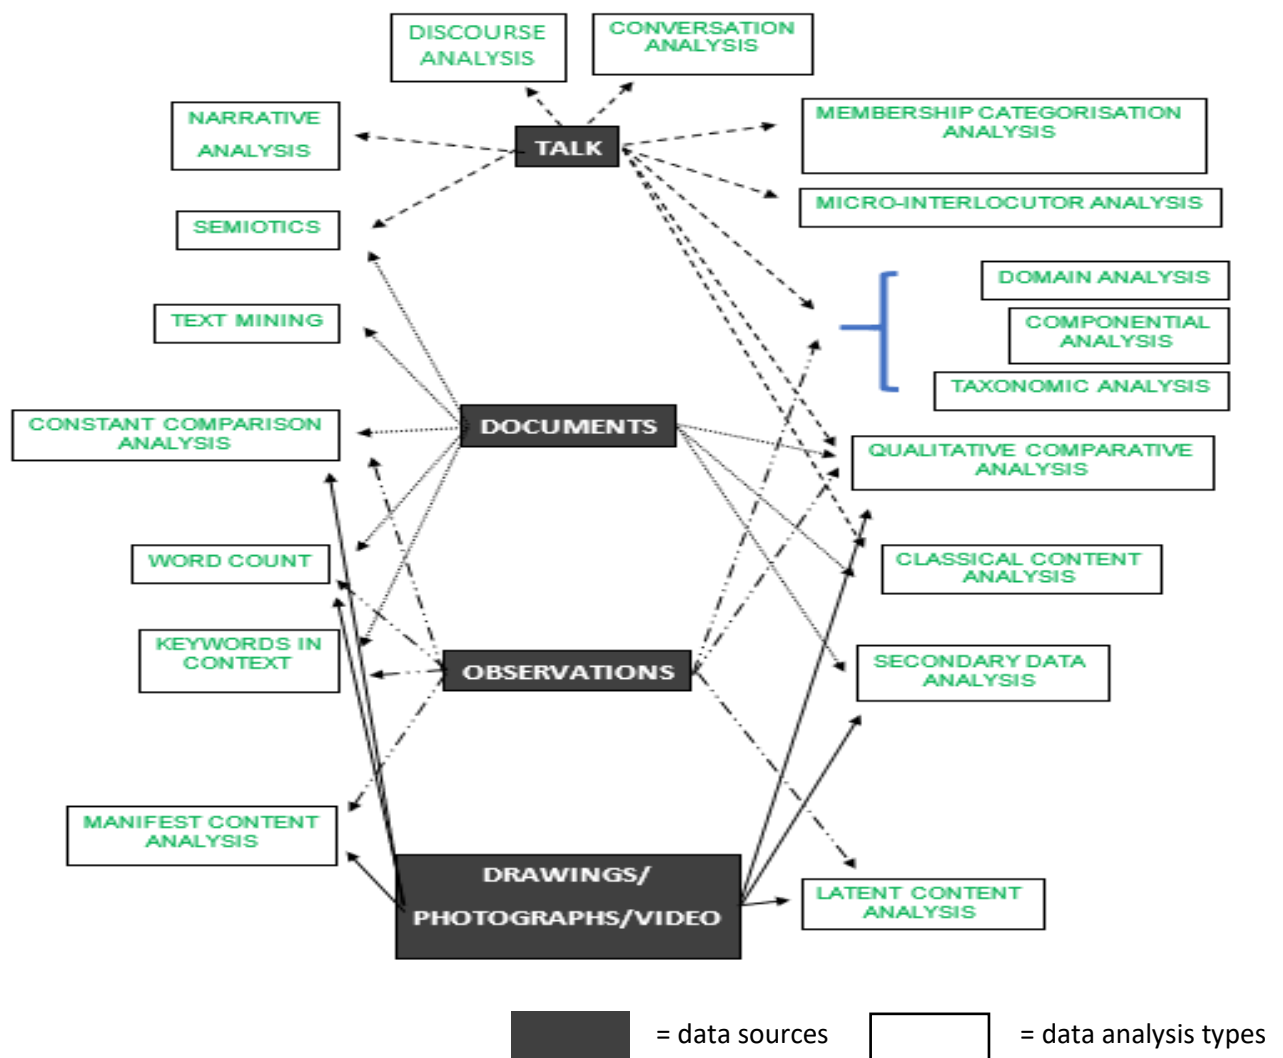 DISCOURSE
ANALYSIS
CONVERSATION
ANALYSIS
NARRATIVE
ANALYSIS
TALK
MEMBERSHIP CATEGORISATION
ANALYSIS
MICRO-INTERLOCUTOR ANALYSIS
SEMIOTICS
DOMAIN ANALYSIS
TEXT MINING
COMPONENTIAL
ANALYSIS
TAXONOMIC ANALYSIS
CONSTANT COMPARISON
ANALYSIS
DOCUMENTS
QUALITATIVE COMPARATIVE
ANALYSIS
WORD COUNT
CLASSICAL CONTENT
ANALYSIS
KEYWORDS IN
CONTEXT
OBSERVATIONS
SECONDARY DATA
ANALYSIS
MANIFEST CONTENT
ANALYSIS
DRAWINGS/
PHOTOGRAPHS/VIDEO
LATENT CONTENT
ANALYSIS
= data sources
= data analysis types